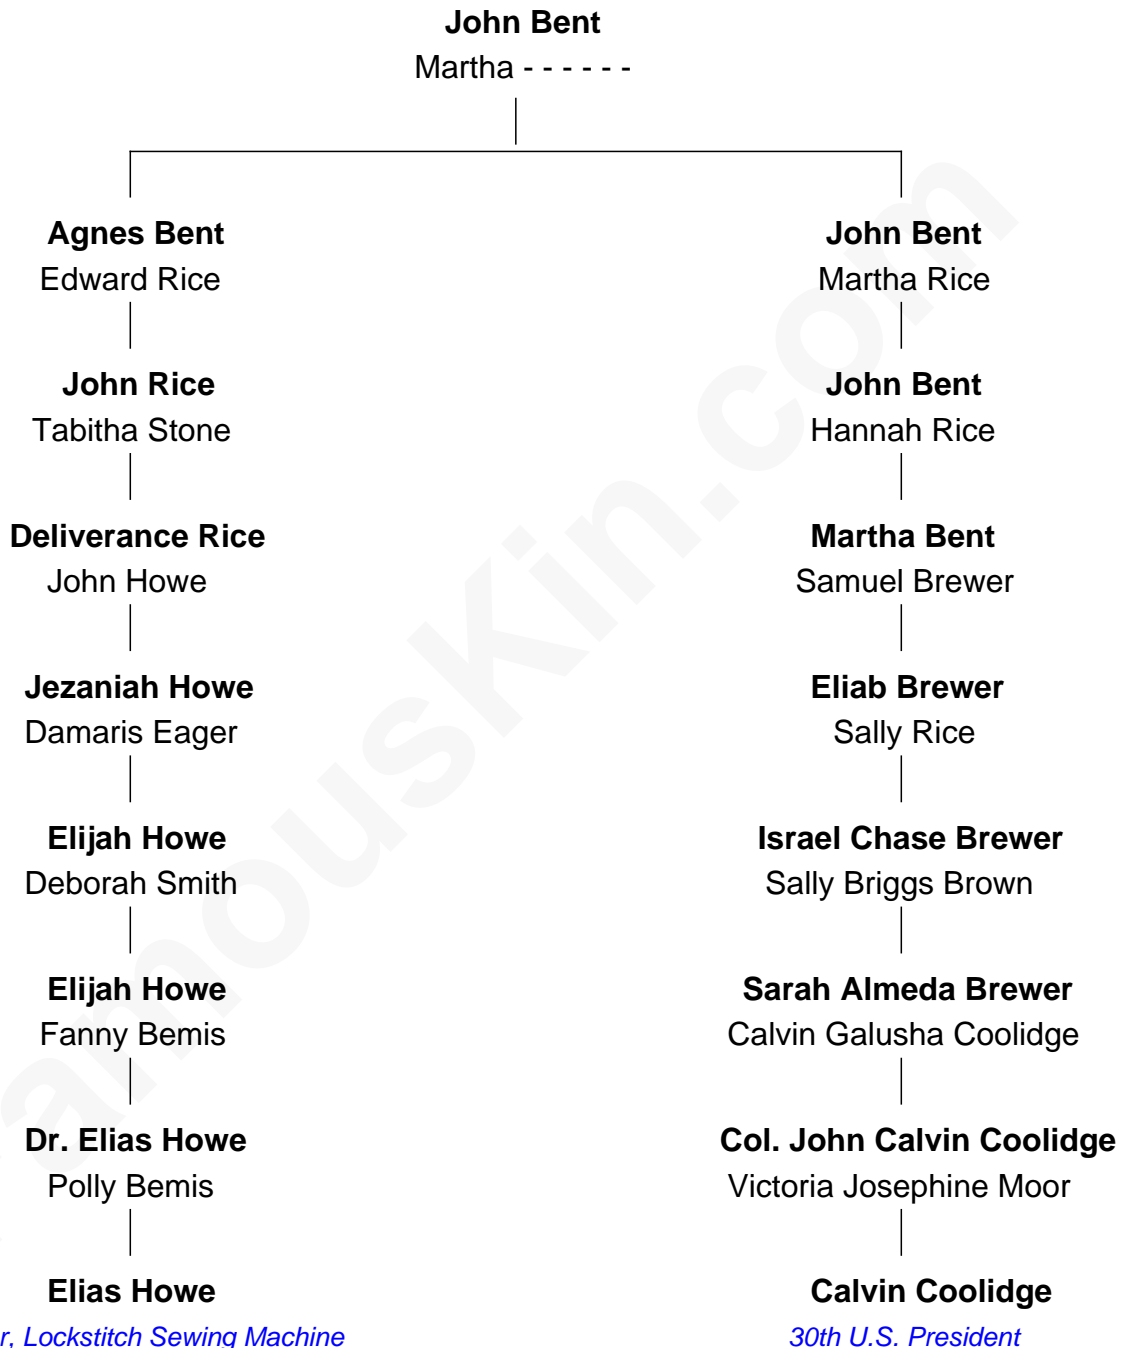 John Bent
Martha - - - - - -
Agnes Bent
Edward Rice
John Bent
Martha Rice
John Rice
Tabitha Stone
John Bent
Hannah Rice
Deliverance Rice
John Howe
Martha Bent
Samuel Brewer
Jezaniah Howe
Damaris Eager
Eliab Brewer
Sally Rice
Elijah Howe
Deborah Smith
Israel Chase Brewer
Sally Briggs Brown
Elijah Howe
Fanny Bemis
Sarah Almeda Brewer
Calvin Galusha Coolidge
Dr. Elias Howe
Polly Bemis
Col. John Calvin Coolidge
Victoria Josephine Moor
Elias Howe
r, Lockstitch Sewing Machine
Calvin Coolidge
30th U.S. President
amousKin.com